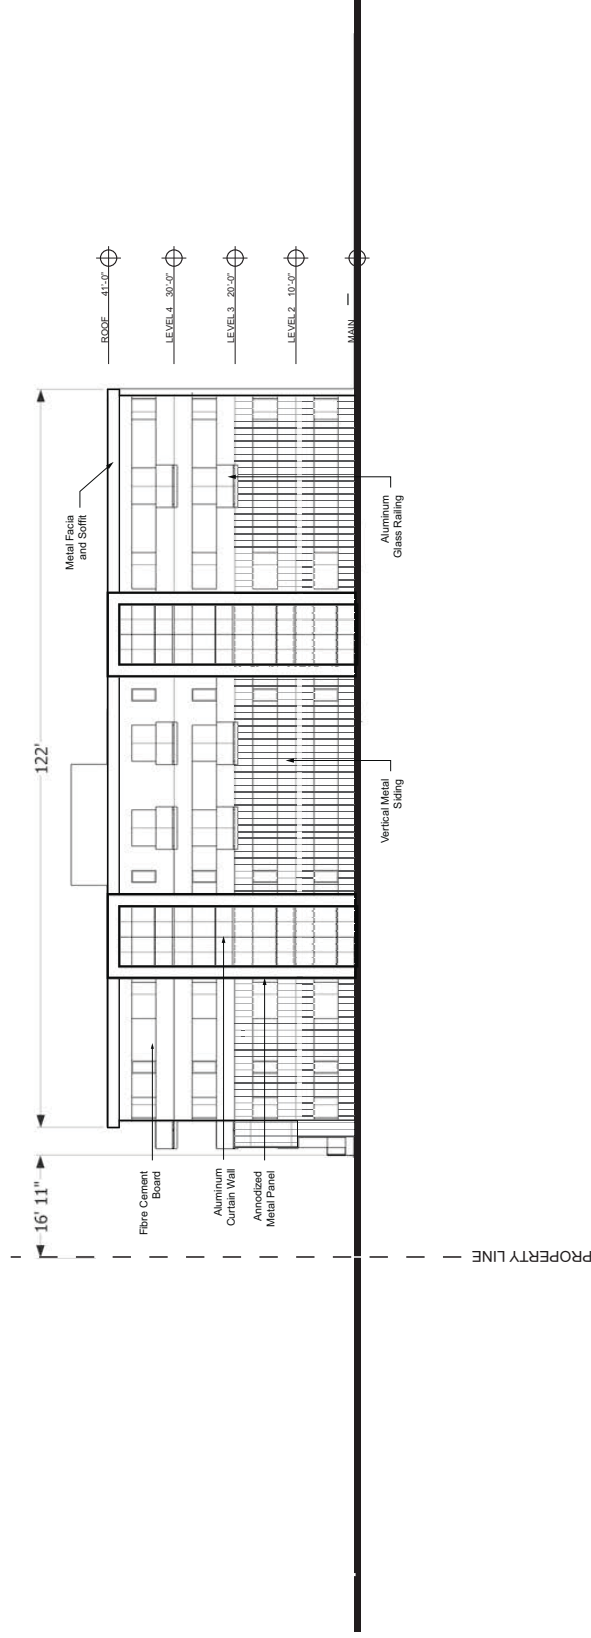 ROOF 41'-0"
LEVEL 4 30'-0"
LEVEL 3 20'-0"
LEVEL 2 10'-0"
MAIN
122'
16' 11"
Metal Facia
and Soffit
Aluminum
Glass Railing
Vertical Metal
Siding
Fibre Cement
Board
Aluminum
Curtain Wall
Annodized
Metal Panel
PROPERTY LINE